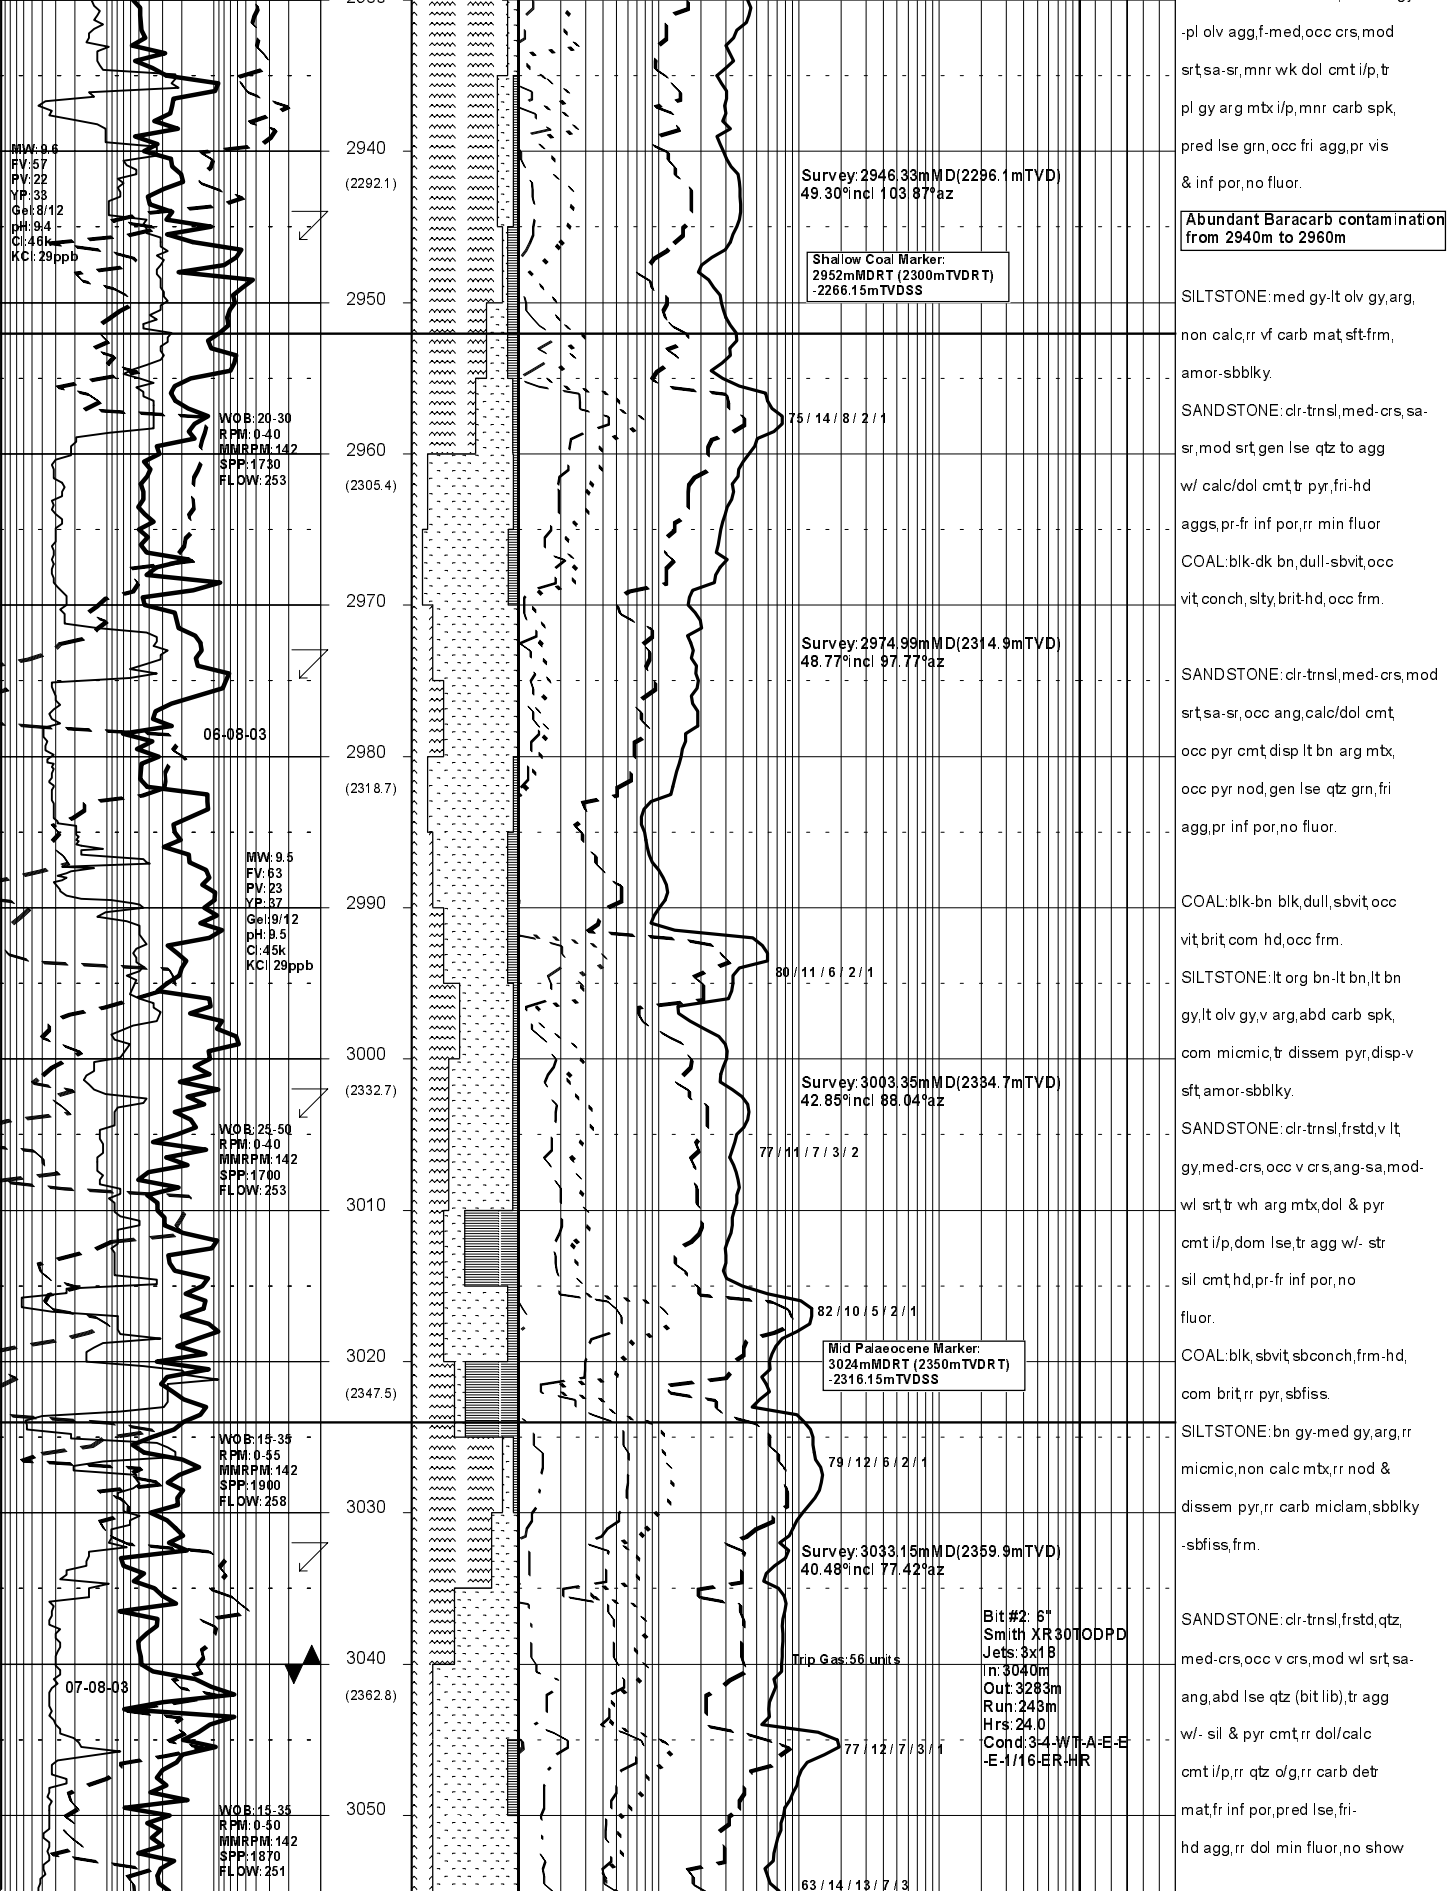 -pl olv agg,f-med,occ crs,mod
srt,sa-sr,mnr wk dol cmt i/p,tr
pl gy arg mtx i/p,mnr carb spk,
pred lse grn,occ fri agg,pr vis
& inf por,no fluor.
Abundant Baracarb contamination
from 2940m to 2960m
SILTSTONE:med gy-lt olv gy,arg,
non calc,rr vf carb mat,sft-frm,
amor-sbblky.
SANDSTONE:clr-trnsl,med-crs,sa-
sr,mod srt,gen lse qtz to agg
w/ calc/dol cmt,tr pyr,fri-hd
aggs,pr-fr inf por,rr min fluor
COAL:blk-dk bn,dull-sbvit,occ
vit,conch,slty,brit-hd,occ frm.
SANDSTONE:clr-trnsl,med-crs,mod
srt,sa-sr,occ ang,calc/dol cmt,
occ pyr cmt,disp lt bn arg mtx,
occ pyr nod,gen lse qtz grn,fri
agg,pr inf por,no fluor.
COAL:blk-bn blk,dull,sbvit,occ
vit,brit,com hd,occ frm.
SILTSTONE:lt org bn-lt bn,lt bn
gy,lt olv gy,v arg,abd carb spk,
com micmic,tr dissem pyr,disp-v
sft,amor-sbblky.
SANDSTONE:clr-trnsl,frstd,v lt,
gy,med-crs,occ v crs,ang-sa,mod-
wl srt,tr wh arg mtx,dol & pyr
cmt i/p,dom lse,tr agg w/- str
sil cmt,hd,pr-fr inf por,no
fluor.
COAL:blk,sbvit,sbconch,frm-hd,
com brit,rr pyr,sbfiss.
SILTSTONE:bn gy-med gy,arg,rr
micmic,non calc mtx,rr nod &
dissem pyr,rr carb miclam,sbblky
-sbfiss,frm.
SANDSTONE:clr-trnsl,frstd,qtz,
med-crs,occ v crs,mod wl srt,sa-
ang,abd lse qtz (bit lib),tr agg
w/- sil & pyr cmt,rr dol/calc
cmt i/p,rr qtz o/g,rr carb detr
mat,fr inf por,pred lse,fri-
hd agg,rr dol min fluor,no show
MW:9.6
FV:57
PV:22
YP:33
Gel:8/12
pH:9.4
Cl:46k
KCl:29ppb
WOB:20-30
RPM:0-40
MMRPM:142
SPP:1730
FLOW:253
06-08-03
MW:9.5
FV:63
PV:23
YP:37
Gel:9/12
pH:9.5
Cl:45k
KCl 29ppb
WOB:25-50
RPM:0-40
MMRPM:142
SPP:1700
FLOW:253
WOB:15-35
RPM:0-55
MMRPM:142
SPP:1900
FLOW:258
07-08-03
WOB:15-35
RPM:0-50
MMRPM:142
SPP:1870
FLOW:251
2940
(2292.1)
2950
2960
(2305.4)
2970
2980
(2318.7)
2990
3000
(2332.7)
3010
3020
(2347.5)
3030
3040
(2362.8)
3050
Survey:2946.33mMD(2296.1mTVD)
49.30°incl 103.87°az
Shallow Coal Marker:
2952mMDRT (2300mTVDRT)
-2266.15mTVDSS
75 / 14 / 8 / 2 / 1
Survey:2974.99mMD(2314.9mTVD)
48.77°incl 97.77°az
80 / 11 / 6 / 2 / 1
Survey:3003.35mMD(2334.7mTVD)
42.85°incl 88.04°az
77 / 11 / 7 / 3 / 2
82 / 10 / 5 / 2 / 1
Mid Palaeocene Marker:
3024mMDRT (2350mTVDRT)
-2316.15mTVDSS
79 / 12 / 6 / 2 / 1
Survey:3033.15mMD(2359.9mTVD)
40.48°incl 77.42°az
Bit #2: 6"
Smith XR30TODPD
Jets:3x18
In:3040m
Out:3283m
Run:243m
Hrs:24.0
Cond:3-4-WT-A-E-E
-E-1/16-ER-HR
Trip Gas:56 units
77 / 12 / 7 / 3 / 1
63 / 14 / 13 / 7 / 3